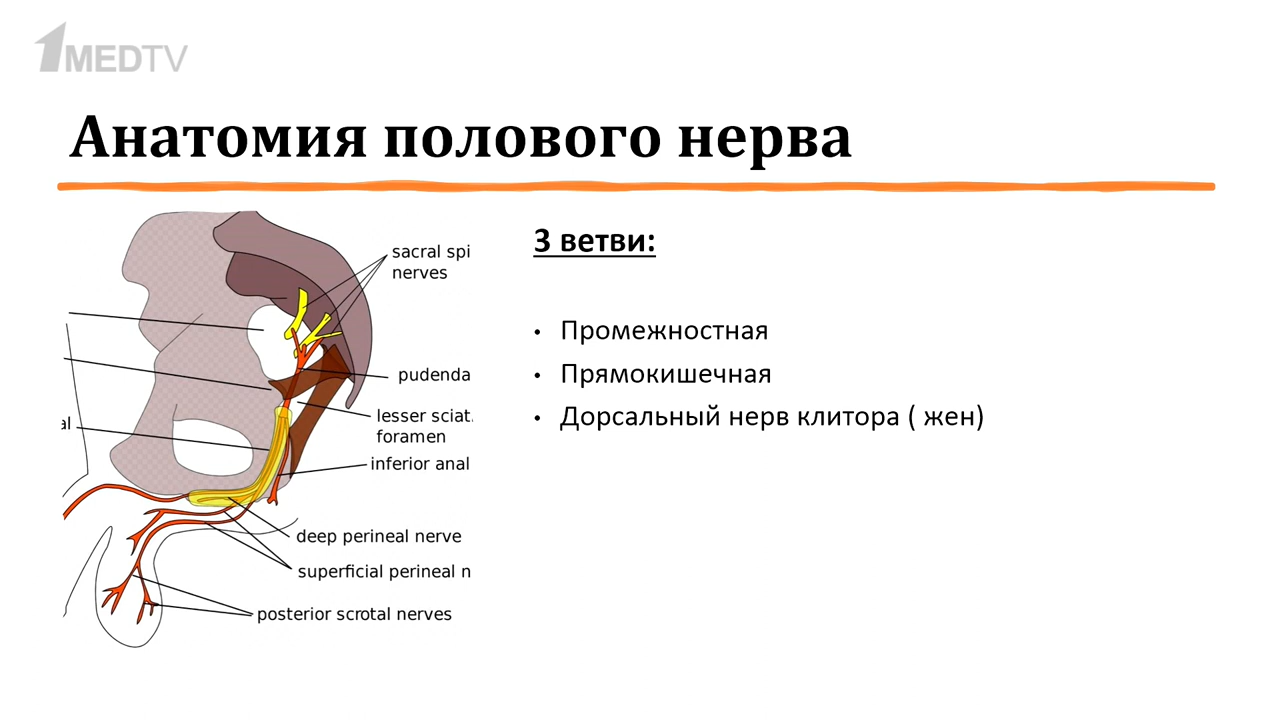 1MEDTV
Анатомия полового нерва
sacral spi
nerves
pudenda
lesser sciat.
foramen
al
inferior anal
deep perineal nerve
superficial perineal n
posterior scrotal nerves
3 ветви:
• Промежностная
• Прямокишечная
• Дорсальный нерв клитора ( жен)